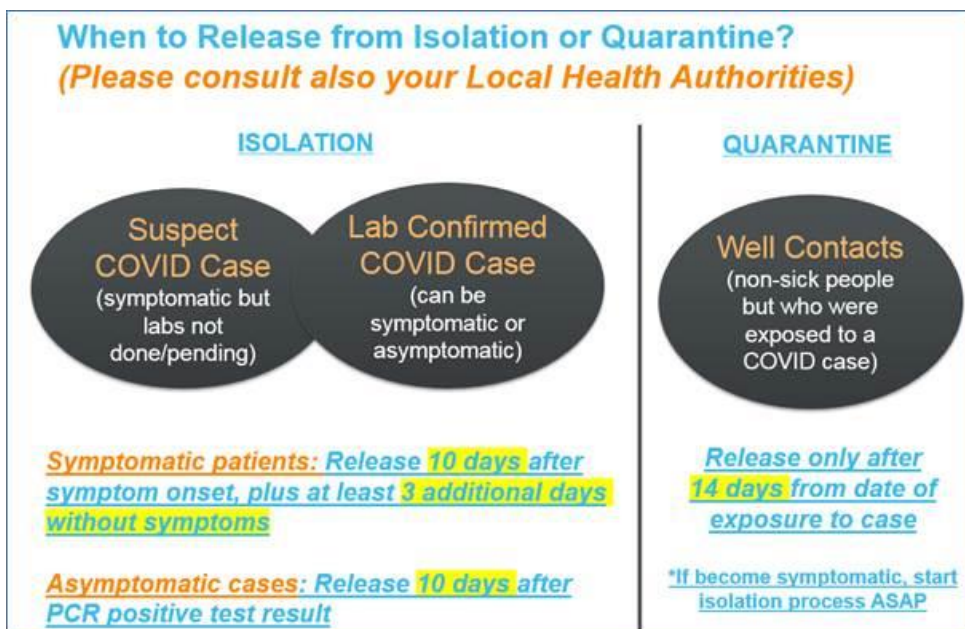 When to Release from Isolation or Quarantine?
(Please consult also your Local Health Authorities)
ISOLATION
Suspect
COVID Case
(symptomatic but
labs not
done/pending)
Lab Confirmed
COVID Case
(can be
symptomatic or
asymptomatic)
Symptomatic patients: Release 10 days after
symptom onset, plus at least 3 additional days
without symptoms
Asymptomatic cases: Release 10 days after
PCR positive test result
QUARANTINE
Well Contacts
(non-sick people
but who were
exposed to a
COVID case)
Release only after
14 days from date of
exposure to case
*If become symptomatic, start
isolation process ASAP